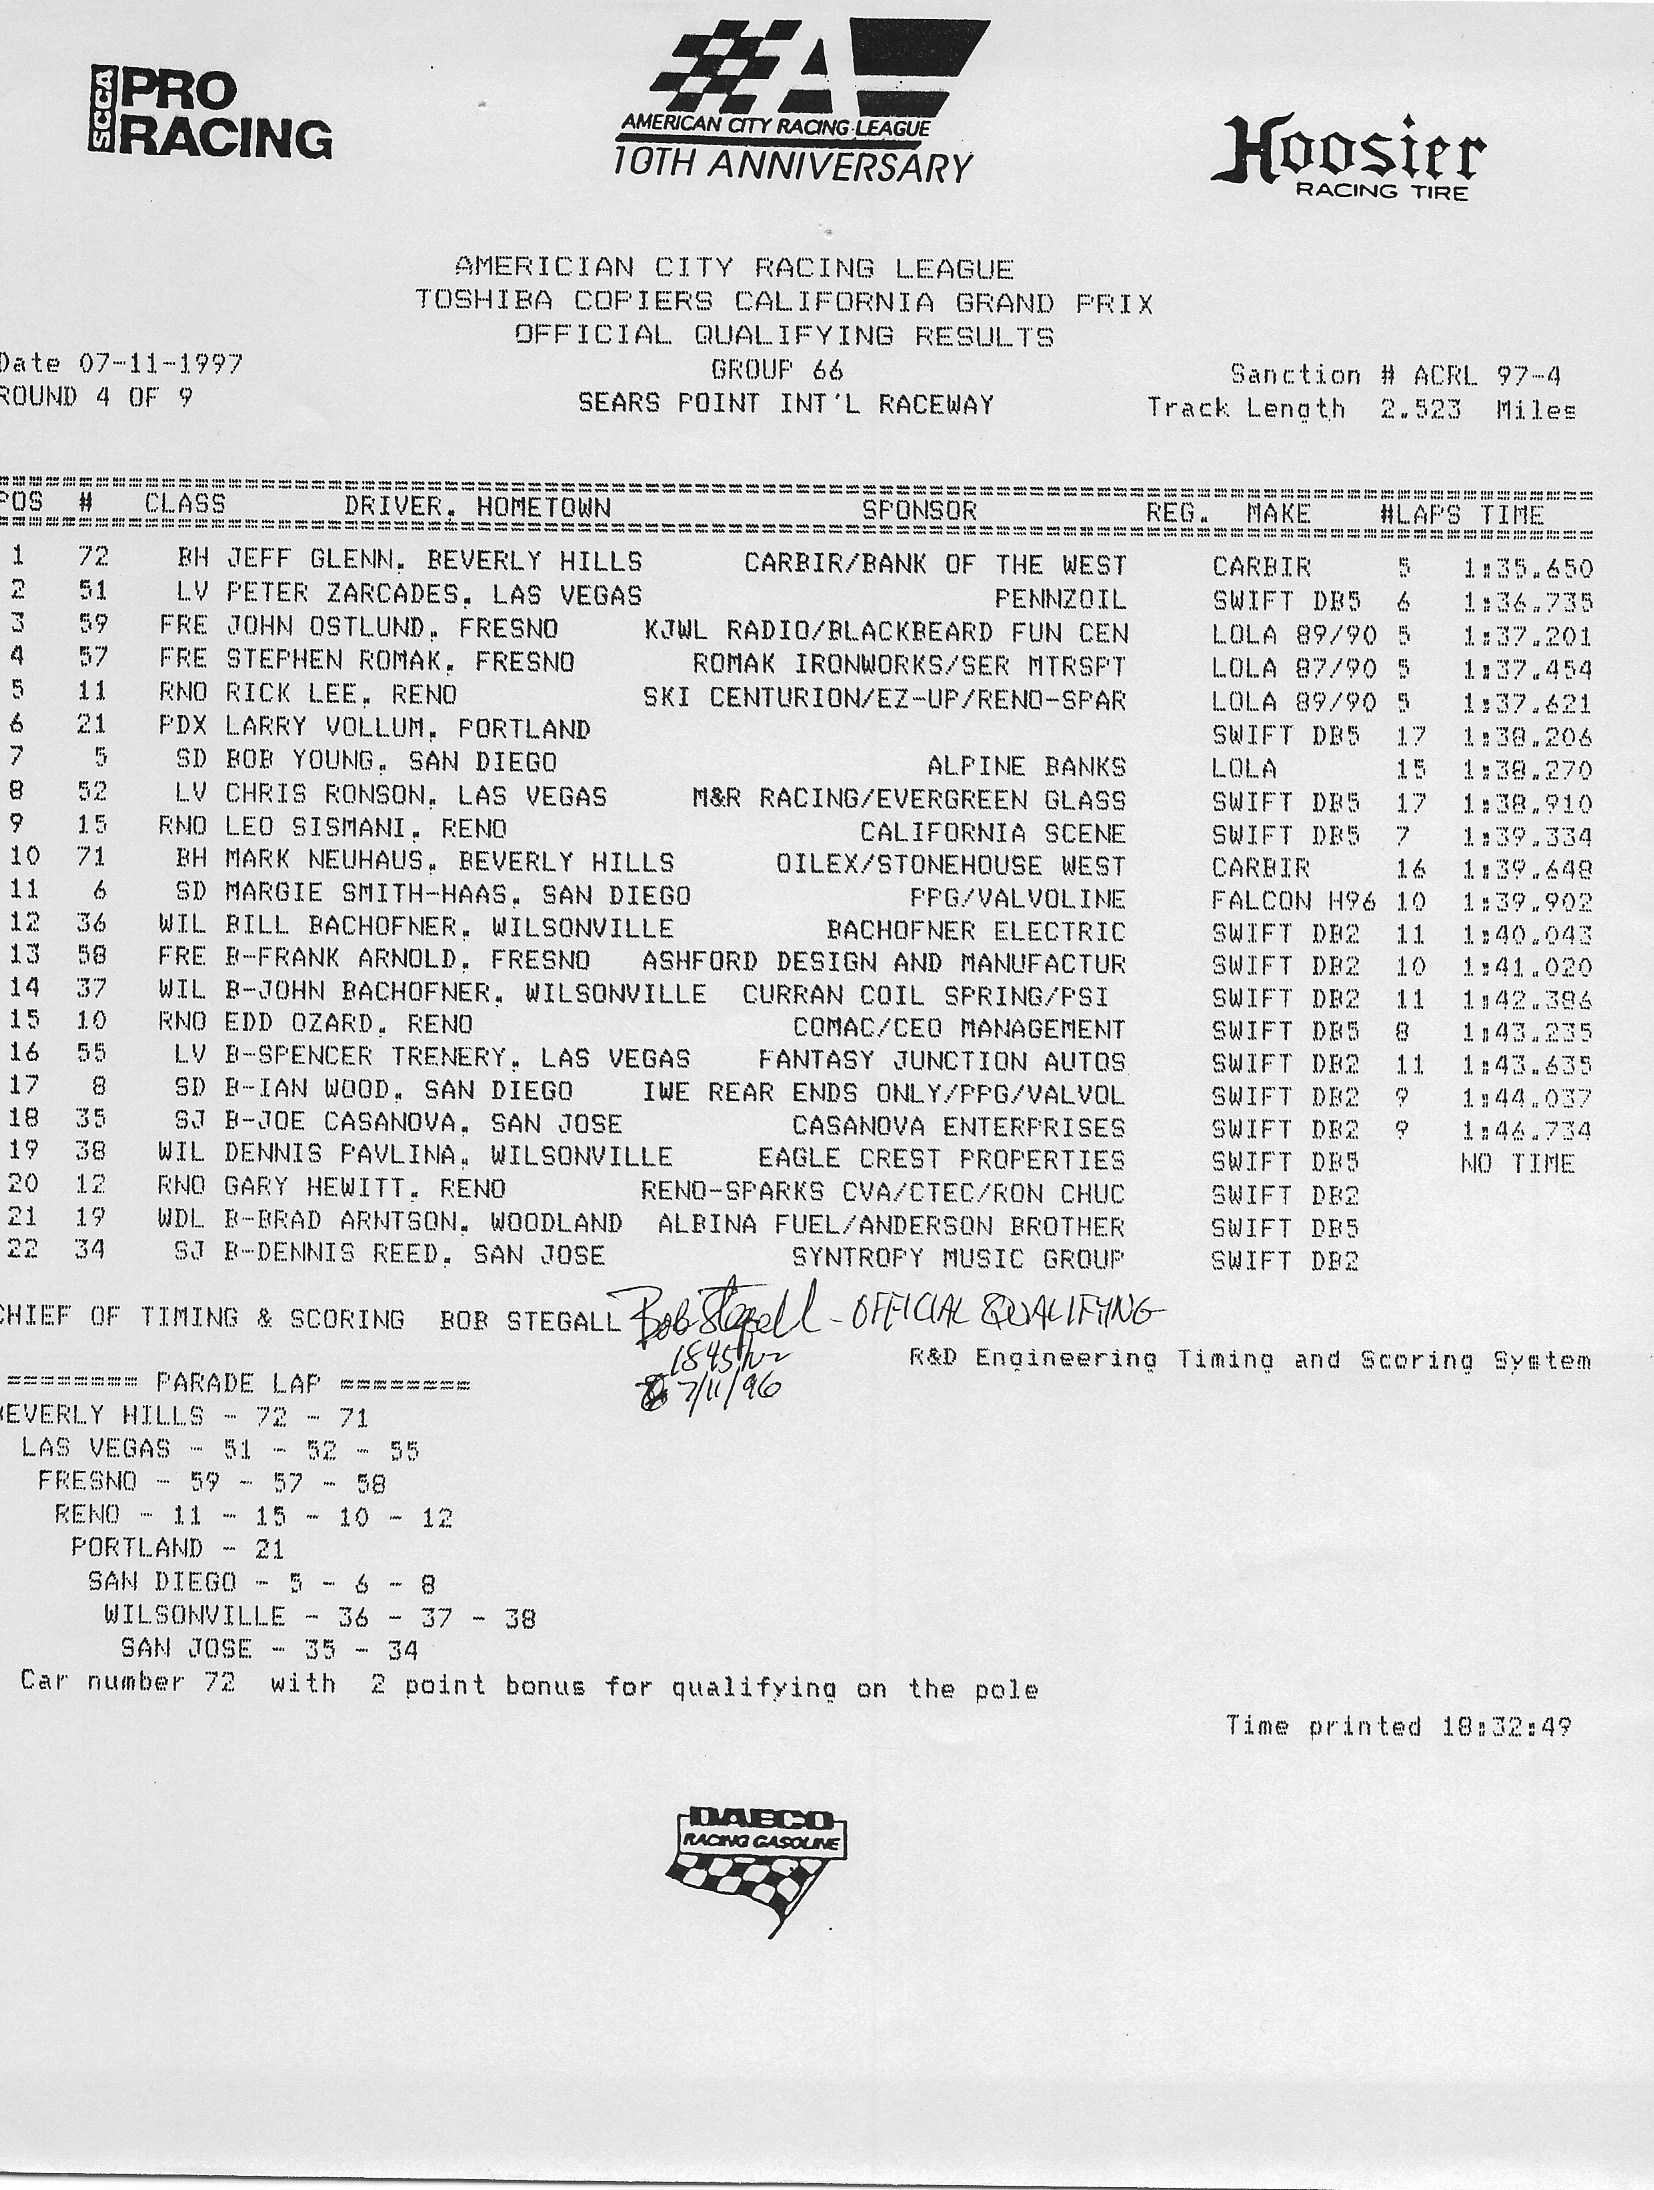 SCCA PRO RACING
AMERICAN CITY RACING LEAGUE
10TH ANNIVERSARY
Hoosier
RACING TIRE
AMERICIAN CITY RACING LEAGUE
TOSHIBA COPIERS CALIFORNIA GRAND PRIX
OFFICIAL QUALIFYING RESULTS
Date 07-11-1997 GROUP 66 Sanction # ACRL 97-4
ROUND 4 OF 9 SEARS POINT INT'L RACEWAY Track Length 2.523 Miles
POS # CLASS DRIVER, HOMETOWN SPONSOR REG. MAKE #LAPS TIME
1 72 BH JEFF GLENN, BEVERLY HILLS CARBIR/BANK OF THE WEST CARBIR 5 1:35.650
2 51 LV PETER ZARCADES, LAS VEGAS PENNZOIL SWIFT DB5 6 1:36.735
3 59 FRE JOHN OSTLUND, FRESNO KJWL RADIO/BLACKBEARD FUN CEN LOLA 89/90 5 1:37.201
4 57 FRE STEPHEN ROMAK, FRESNO ROMAK IRONWORKS/SER MTRSPT LOLA 87/90 5 1:37.454
5 11 RNO RICK LEE, RENO SKI CENTURION/EZ-UP/RENO-SPAR LOLA 89/90 5 1:37.621
6 21 PDX LARRY VOLLUM, PORTLAND SWIFT DB5 17 1:38.206
7 5 SD BOB YOUNG, SAN DIEGO ALPINE BANKS LOLA 15 1:38.270
8 52 LV CHRIS RONSON, LAS VEGAS M&R RACING/EVERGREEN GLASS SWIFT DB5 17 1:38.910
9 15 RNO LEO SISMANI, RENO CALIFORNIA SCENE SWIFT DB5 7 1:39.334
10 71 BH MARK NEUHAUS, BEVERLY HILLS OILEX/STONEHOUSE WEST CARBIR 16 1:39.648
11 6 SD MARGIE SMITH-HAAS, SAN DIEGO PPG/VALVOLINE FALCON H96 10 1:39.902
12 36 WIL BILL BACHOFNER, WILSONVILLE BACHOFNER ELECTRIC SWIFT DB2 11 1:40.043
13 58 FRE B-FRANK ARNOLD, FRESNO ASHFORD DESIGN AND MANUFACTUR SWIFT DB2 10 1:41.020
14 37 WIL B-JOHN BACHOFNER, WILSONVILLE CURRAN COIL SPRING/PSI SWIFT DB2 11 1:42.386
15 10 RNO EDD OZARD, RENO COMAC/CEO MANAGEMENT SWIFT DB5 8 1:43.235
16 55 LV B-SPENCER TRENERY, LAS VEGAS FANTASY JUNCTION AUTOS SWIFT DB2 11 1:43.635
17 8 SD B-IAN WOOD, SAN DIEGO IWE REAR ENDS ONLY/PPG/VALVOL SWIFT DB2 9 1:44.037
18 35 SJ B-JOE CASANOVA, SAN JOSE CASANOVA ENTERPRISES SWIFT DB2 9 1:46.734
19 38 WIL DENNIS PAVLINA, WILSONVILLE EAGLE CREST PROPERTIES SWIFT DB5 NO TIME
20 12 RNO GARY HEWITT, RENO RENO-SPARKS CVA/CTEC/RON CHUC SWIFT DB2
21 19 WDL B-BRAD ARNTSON, WOODLAND ALBINA FUEL/ANDERSON BROTHER SWIFT DB5
22 34 SJ B-DENNIS REED, SAN JOSE SYNTROPY MUSIC GROUP SWIFT DB2
CHIEF OF TIMING & SCORING BOB STEGALL Bob Stegall - OFFICIAL QUALIFYING
1845 hr
7/11/96
R&D Engineering Timing and Scoring System
======== PARADE LAP ========
BEVERLY HILLS - 72 - 71
LAS VEGAS - 51 - 52 - 55
FRESNO - 59 - 57 - 58
RENO - 11 - 15 - 10 - 12
PORTLAND - 21
SAN DIEGO - 5 - 6 - 8
WILSONVILLE - 36 - 37 - 38
SAN JOSE - 35 - 34
Car number 72 with 2 point bonus for qualifying on the pole
Time printed 18:32:49
DAECO
RACING GASOLINE